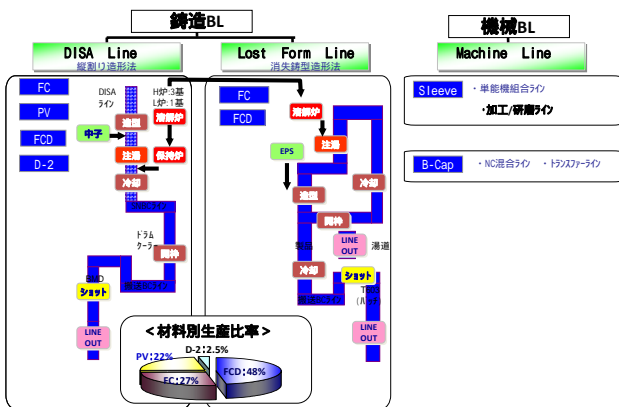 鋳造BL
機械BL
DISA Line
縦割り造形法
Lost Form Line
消失鋳型造形法
Machine Line
FC
PV
FCD
D-2
DISA
ライン
H炉:3基
L炉:1基
溶解炉
造型
中子
注湯
保持炉
冷却
ドラム
クーラー
開枠
ショット
LINE
OUT
FC
FCD
溶解炉
注湯
EPS
冷却
造型
開枠
LINE
OUT
湯道
冷却
ショット
LINE
OUT
Sleeve
・単能機組合ライン
・加工/研磨ライン
B-Cap
・NC混合ライン ・トランスファーライン
<材料別生産比率>
D-2:2.5%
PV:22%
FC:27%
FCD:48%